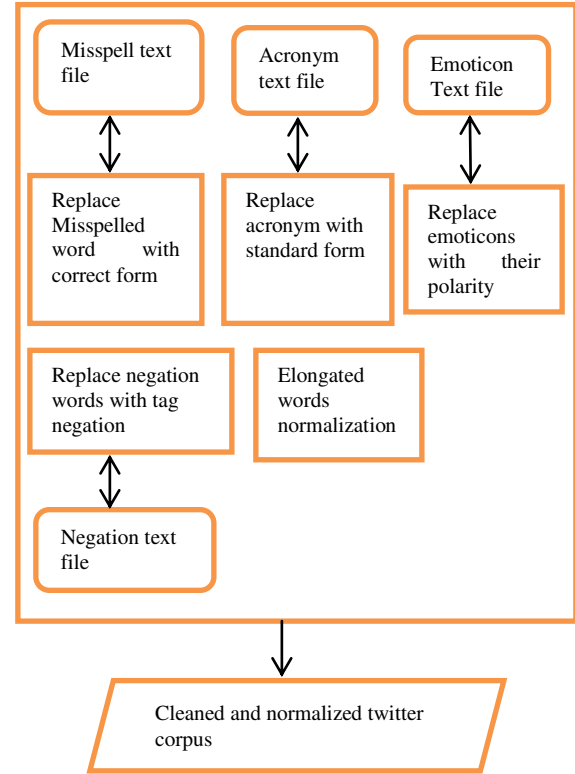 Misspell text
file
Acronym
text file
Emoticon
Text file
Replace
Misspelled
word with
correct form
Replace
acronym with
standard form
Replace
emoticons
with their
polarity
Replace negation
words with tag
negation
Elongated
words
normalization
Negation text
file
Cleaned and normalized twitter
corpus